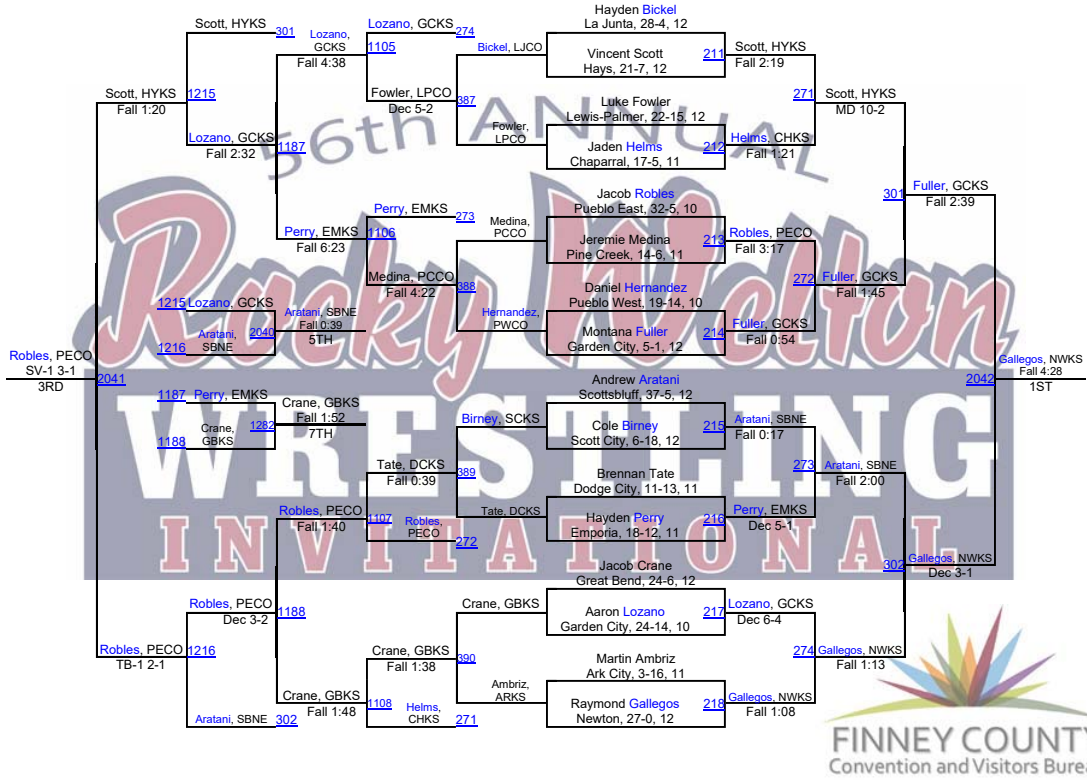 56th ANNUAL
Rocky Welton
WRESTLING
INVITATIONAL
Robles, PECO
SV-1 3-1
3RD
2041
Scott, HYKS
Fall 1:20
1215
Scott, HYKS
301
Lozano, GCKS
Fall 2:32
1187
Lozano,
GCKS
Fall 4:38
1105
Lozano, GCKS
274
Fowler, LPCO
Dec 5-2
387
Bickel, LJCO
Fowler,
LPCO
Perry, EMKS
Fall 6:23
1106
Perry, EMKS
273
Medina, PCCO
Fall 4:22
388
Medina,
PCCO
Hernandez,
PWCO
1215 Lozano, GCKS
1216
Aratani,
SBNE
2040
Aratani, SBNE
Fall 0:39
5TH
1187 Perry, EMKS
1188
Crane,
GBKS
1282
Crane, GBKS
Fall 1:52
7TH
Birney, SCKS
Tate, DCKS
Fall 0:39
389
Tate, DCKS
Robles, PECO
Fall 1:40
1107
Robles,
PECO
272
Robles, PECO
Dec 3-2
1188
Robles, PECO
TB-1 2-1
1216
Aratani, SBNE
302
Crane, GBKS
Fall 1:48
1108
Crane, GBKS
Fall 1:38
390
Crane, GBKS
Ambriz,
ARKS
Helms,
CHKS
271
Hayden Bickel
La Junta, 28-4, 12
Vincent Scott
Hays, 21-7, 12
211
Scott, HYKS
Fall 2:19
Luke Fowler
Lewis-Palmer, 22-15, 12
Jaden Helms
Chaparral, 17-5, 11
212
Helms, CHKS
Fall 1:21
271
Scott, HYKS
MD 10-2
Jacob Robles
Pueblo East, 32-5, 10
Jeremie Medina
Pine Creek, 14-6, 11
213
Robles, PECO
Fall 3:17
Daniel Hernandez
Pueblo West, 19-14, 10
Montana Fuller
Garden City, 5-1, 12
214
Fuller, GCKS
Fall 0:54
272
Fuller, GCKS
Fall 1:45
301
Fuller, GCKS
Fall 2:39
Andrew Aratani
Scottsbluff, 37-5, 12
Cole Birney
Scott City, 6-18, 12
215
Aratani, SBNE
Fall 0:17
Brennan Tate
Dodge City, 11-13, 11
Hayden Perry
Emporia, 18-12, 11
216
Perry, EMKS
Dec 5-1
273
Aratani, SBNE
Fall 2:00
Jacob Crane
Great Bend, 24-6, 12
Aaron Lozano
Garden City, 24-14, 10
217
Lozano, GCKS
Dec 6-4
Martin Ambriz
Ark City, 3-16, 11
Raymond Gallegos
Newton, 27-0, 12
218
Gallegos, NWKS
Fall 1:08
274
Gallegos, NWKS
Fall 1:13
302
Gallegos, NWKS
Dec 3-1
2042
Gallegos, NWKS
Fall 4:28
1ST
FINNEY COUNTY
Convention and Visitors Bure